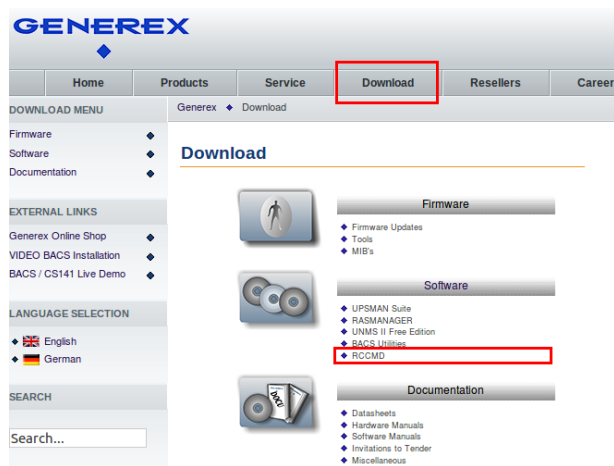 GENEREX
Home Products Service Download Resellers Career
DOWNLOAD MENU
Generex Download
Firmware
Software
Documentation
Download
EXTERNAL LINKS
Generex Online Shop
VIDEO BACS Installation
BACS / CS141 Live Demo
LANGUAGE SELECTION
English
German
SEARCH
Search...
Firmware
Firmware Updates
Tools
MIB's
Software
UPSMAN Suite
RASMANAGER
UNMS II Free Edition
BACS Utilities
RCCMD
DOCU
Documentation
Datasheets
Hardware Manuals
Software Manuals
Invitations to Tender
Miscellaneous